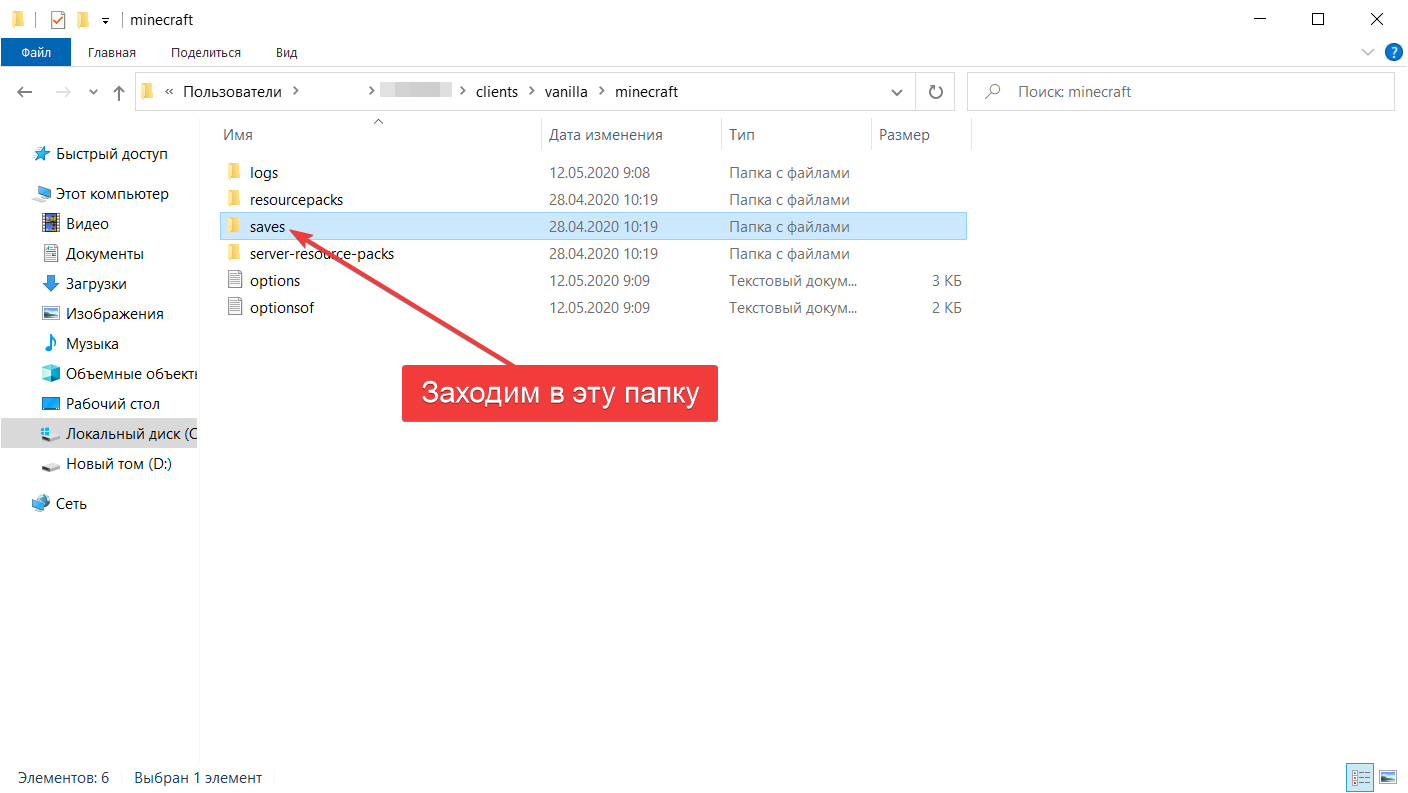 minecraft
Файл Главная Поделиться Вид
« Пользователи > > > clients > vanilla > minecraft
Поиск: minecraft
Имя Дата изменения Тип Размер
Быстрый доступ
Этот компьютер
Видео
Документы
Загрузки
Изображения
Музыка
Объемные объект
Рабочий стол
Локальный диск (C
Новый том (D:)
Сеть
logs 12.05.2020 9:08 Папка с файлами
resourcepacks 28.04.2020 10:19 Папка с файлами
saves 28.04.2020 10:19 Папка с файлами
server-resource-packs 28.04.2020 10:19 Папка с файлами
options 12.05.2020 9:09 Текстовый докум... 3 КБ
optionsof 12.05.2020 9:09 Текстовый докум... 2 КБ
Заходим в эту папку
Элементов: 6 Выбран 1 элемент